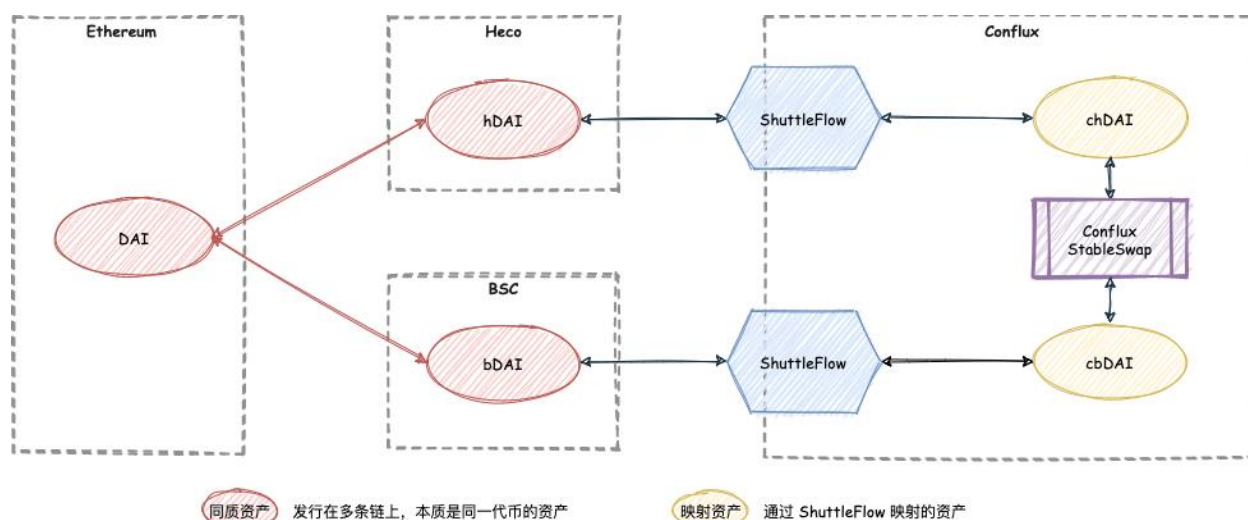 Ethereum
Heco
Conflux
hDAI
ShuttleFlow
chDAI
DAI
Conflux
StableSwap
BSC
bDAI
ShuttleFlow
cbDAI
同质资产 发行在多条链上，本质是同一代币的资产
映射资产 通过 ShuttleFlow 映射的资产